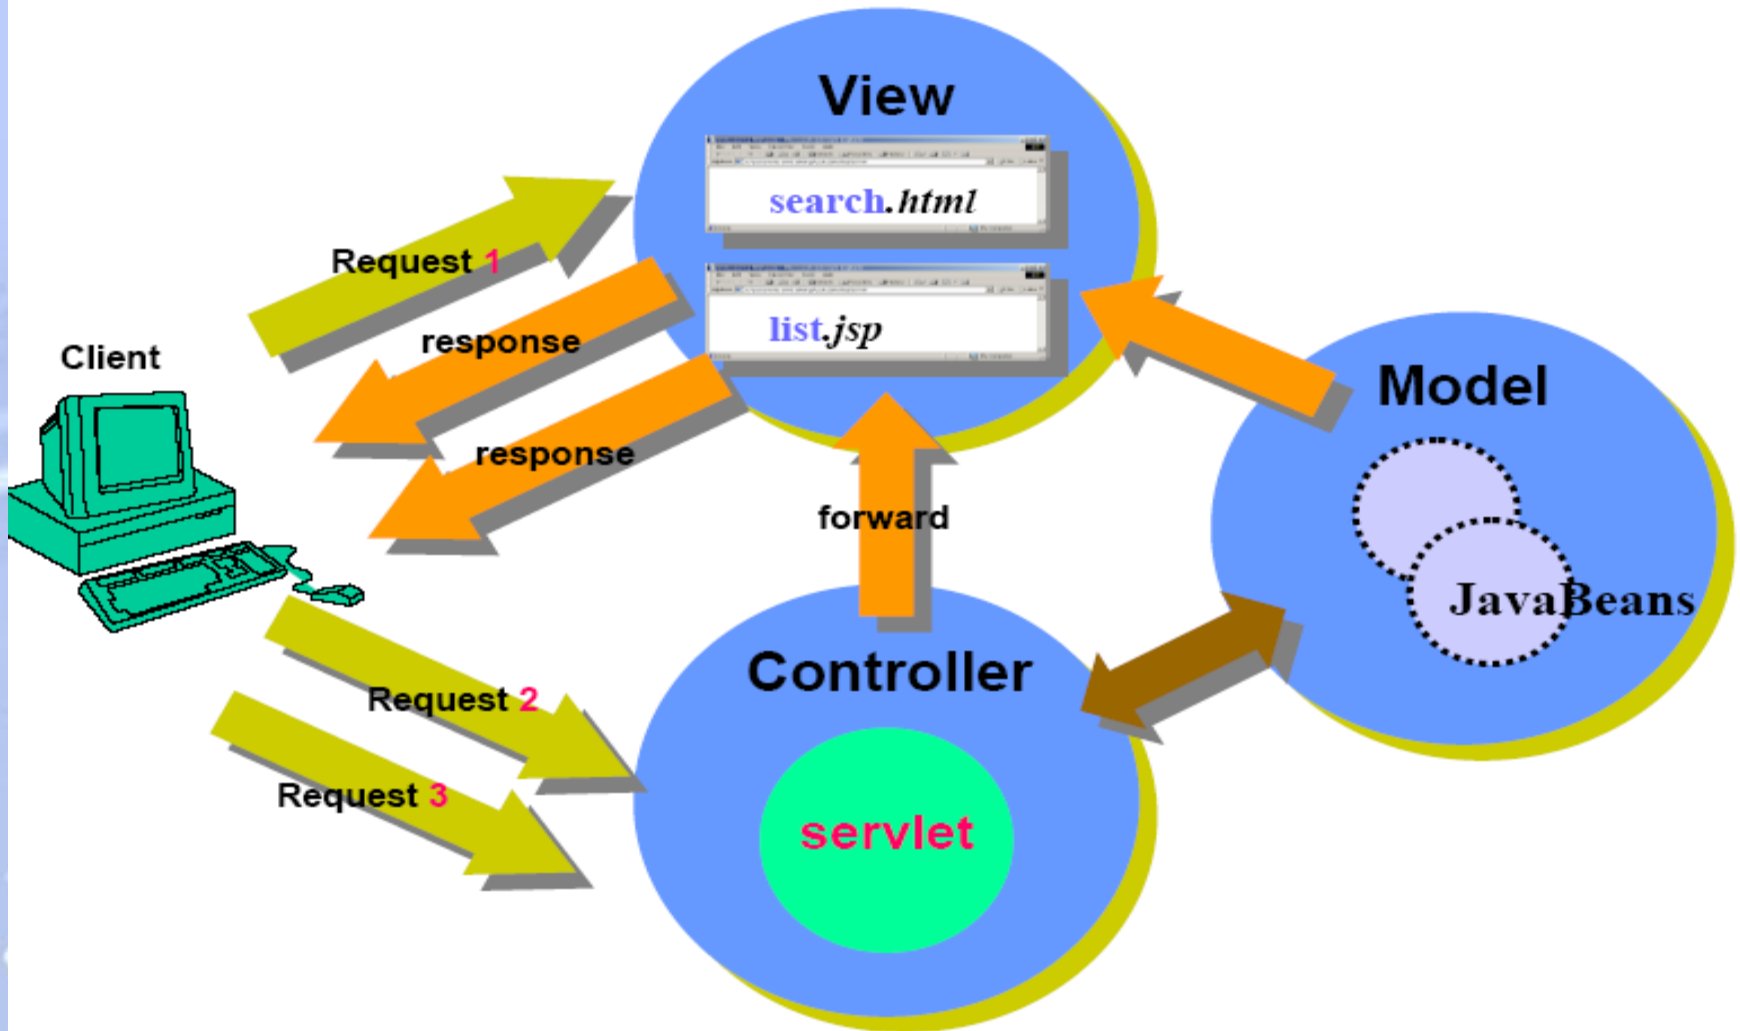 View
search.html
Request 1
list.jsp
response
Client
Model
response
forward
JavaBeans
Controller
Request 2
Request 3
servlet